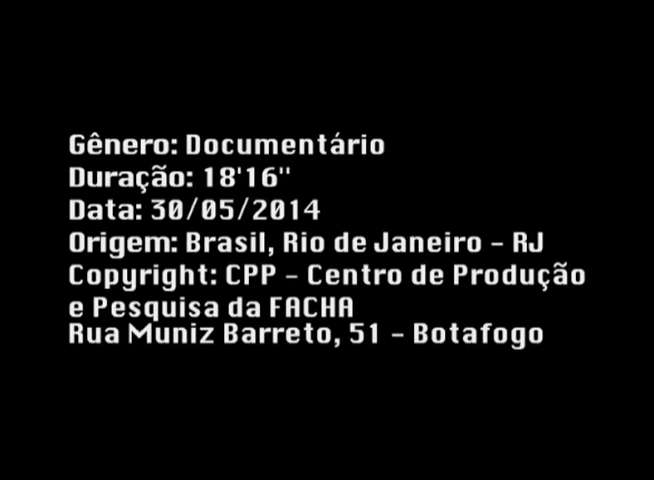 Gênero: Documentário
Duração: 18'16"
Data: 30/05/2014
Origem: Brasil, Rio de Janeiro - RJ
Copyright: CPP - Centro de Produção
e Pesquisa da FACHA
Rua Muniz Barreto, 51 - Botafogo